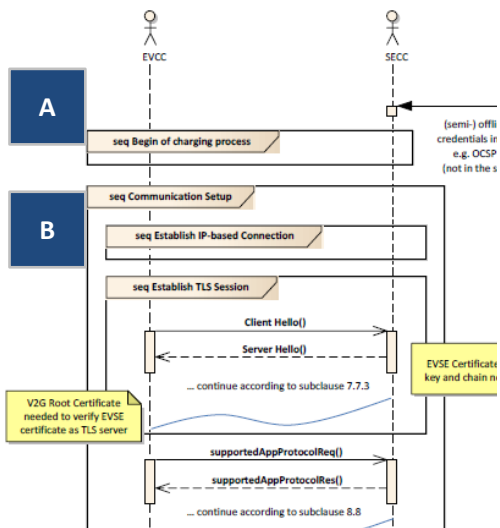 EVCC
SECC
A
(semi-) offli
credentials in
e.g. OCSP
(not in the s
seq Begin of charging process
seq Communication Setup
B
seq Establish IP-based Connection
seq Establish TLS Session
Client Hello()
Server Hello()
EVSE Certificate
key and chain ne
... continue according to subclause 7.7.3
V2G Root Certificate
needed to verify EVSE
certificate as TLS server
supportedAppProtocolReq()
supportedAppProtocolRes()
... continue according to subclause 8.8